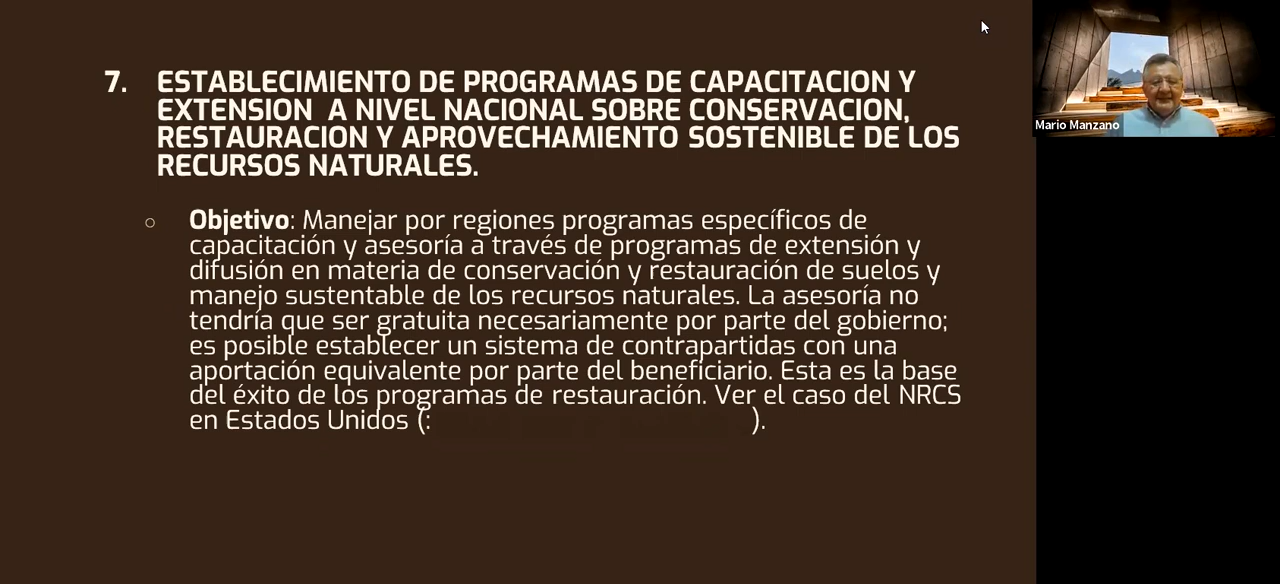 7. ESTABLECIMIENTO DE PROGRAMAS DE CAPACITACION Y
EXTENSION A NIVEL NACIONAL SOBRE CONSERVACION,
RESTAURACION Y APROVECHAMIENTO SOSTENIBLE DE LOS
RECURSOS NATURALES.
Objetivo: Manejar por regiones programas específicos de
capacitación y asesoría a través de programas de extensión y
difusión en materia de conservación y restauración de suelos y
manejo sustentable de los recursos naturales. La asesoría no
tendría que ser gratuita necesariamente por parte del gobierno;
es posible establecer un sistema de contrapartidas con una
aportación equivalente por parte del beneficiario. Esta es la base
del éxito de los programas de restauración. Ver el caso del NRCS
en Estados Unidos (: ).
Mario Manzano